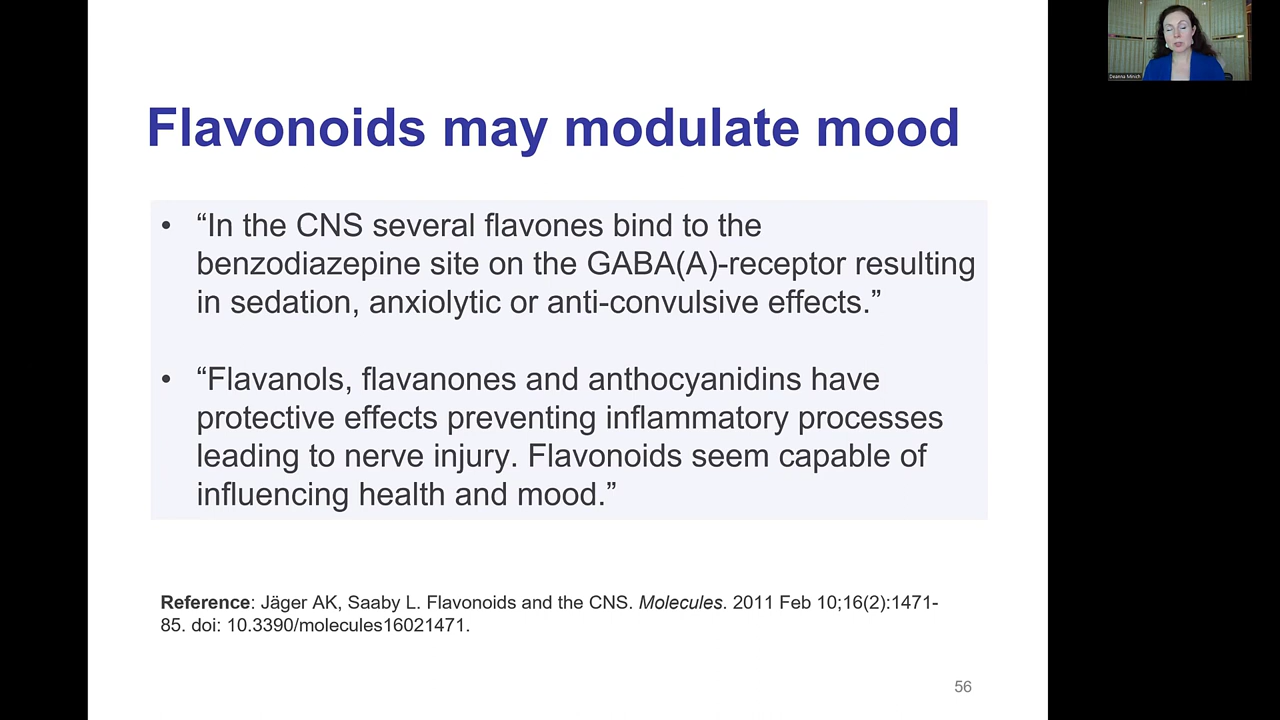 Deanna Minich
Flavonoids may modulate mood
• “In the CNS several flavones bind to the
benzodiazepine site on the GABA(A)-receptor resulting
in sedation, anxiolytic or anti-convulsive effects.”
• “Flavanols, flavanones and anthocyanidins have
protective effects preventing inflammatory processes
leading to nerve injury. Flavonoids seem capable of
influencing health and mood.”
Reference: Jäger AK, Saaby L. Flavonoids and the CNS. Molecules. 2011 Feb 10;16(2):1471-
85. doi: 10.3390/molecules16021471.
56